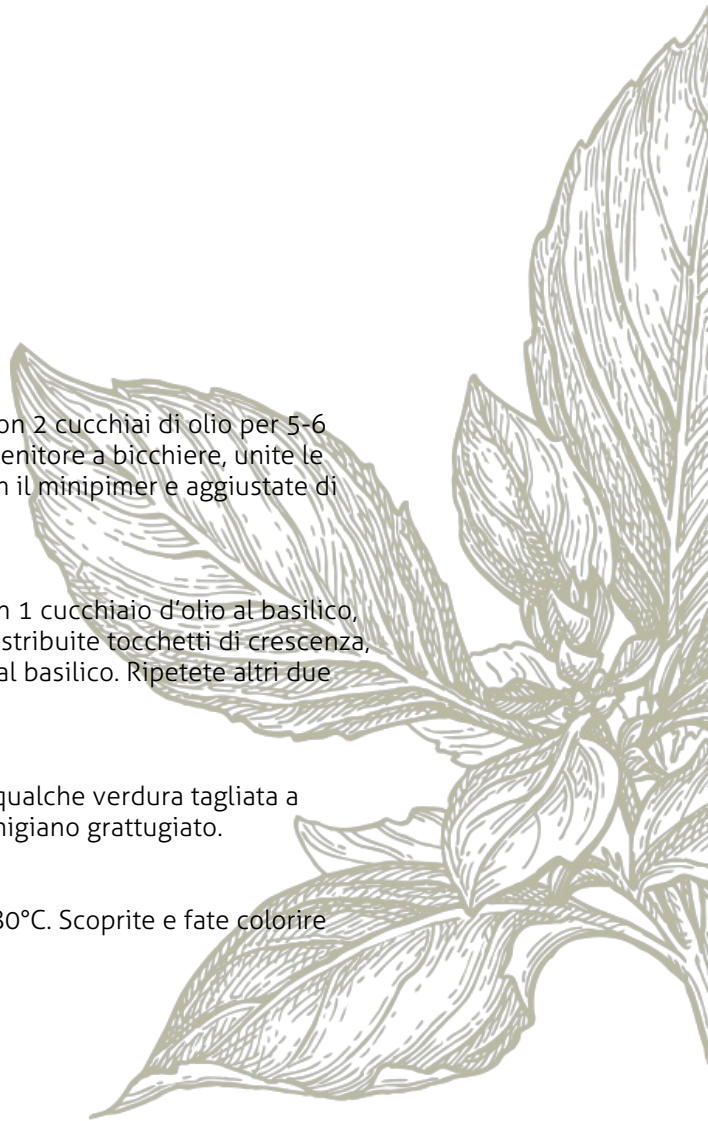 on 2 cucchiai di olio per 5-6
enitore a bicchiere, unite le
n il minipimer e aggiustate di
n 1 cucchiaio d'olio al basilico,
stribuite tocchetti di crescenza,
al basilico. Ripetete altri due
qualche verdura tagliata a
migiano grattugiato.
80°C. Scoprite e fate colorire